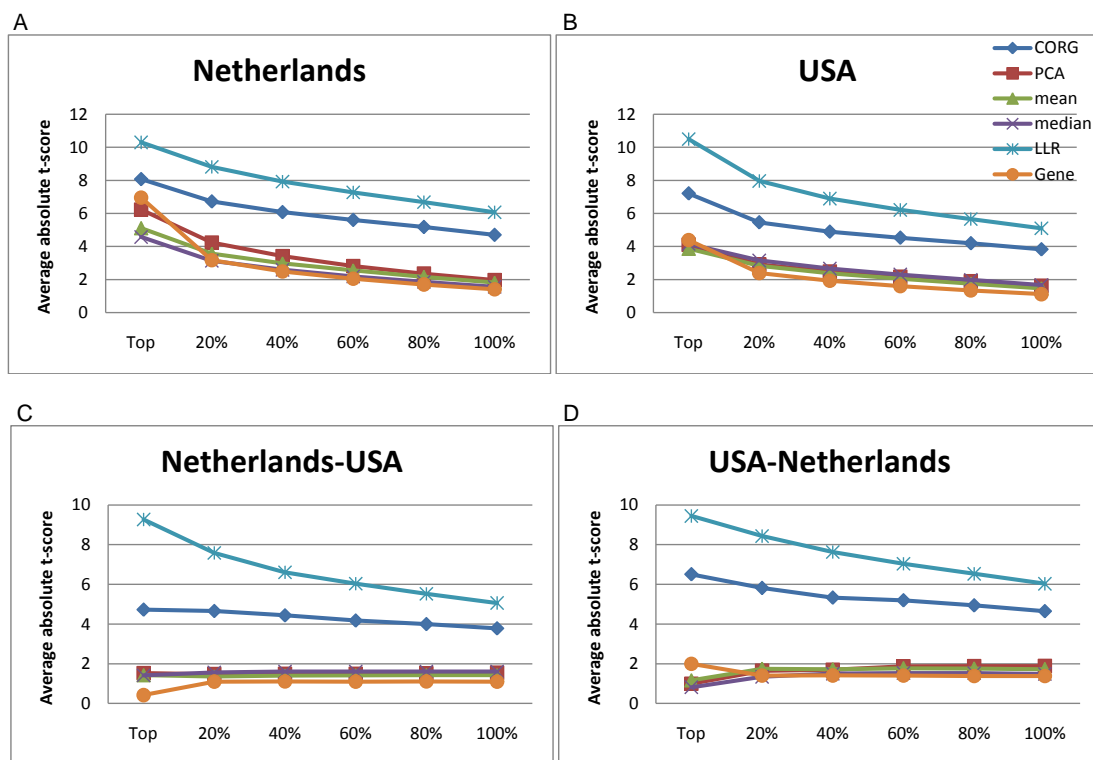 A
Netherlands
Average absolute t-score
12
10
8
6
4
2
0
Top 20% 40% 60% 80% 100%
B
USA
Average absolute t-score
12
10
8
6
4
2
0
Top 20% 40% 60% 80% 100%
CORG
PCA
mean
median
LLR
Gene
C
Netherlands-USA
Average absolute t-score
10
8
6
4
2
0
Top 20% 40% 60% 80% 100%
D
USA-Netherlands
Average absolute t-score
10
8
6
4
2
0
Top 20% 40% 60% 80% 100%